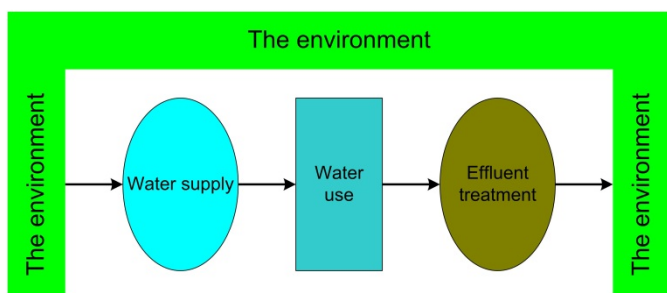 The environment
The environment
Water supply
Water
use
Effluent
treatment
The environment